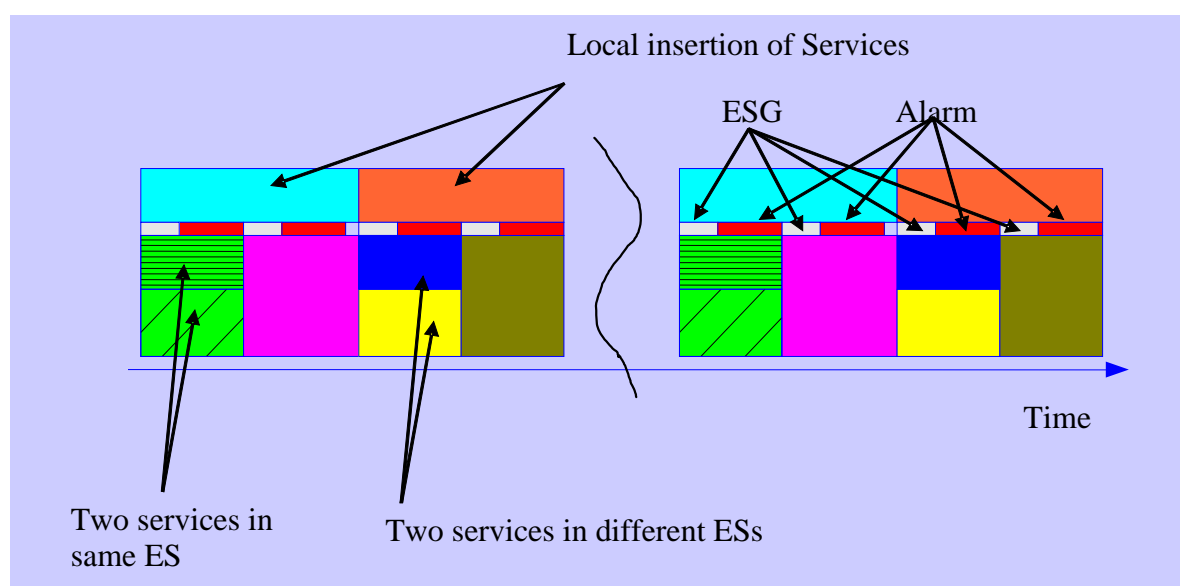 Local insertion of Services
ESG
Alarm
Time
Two services in
same ES
Two services in different ESs